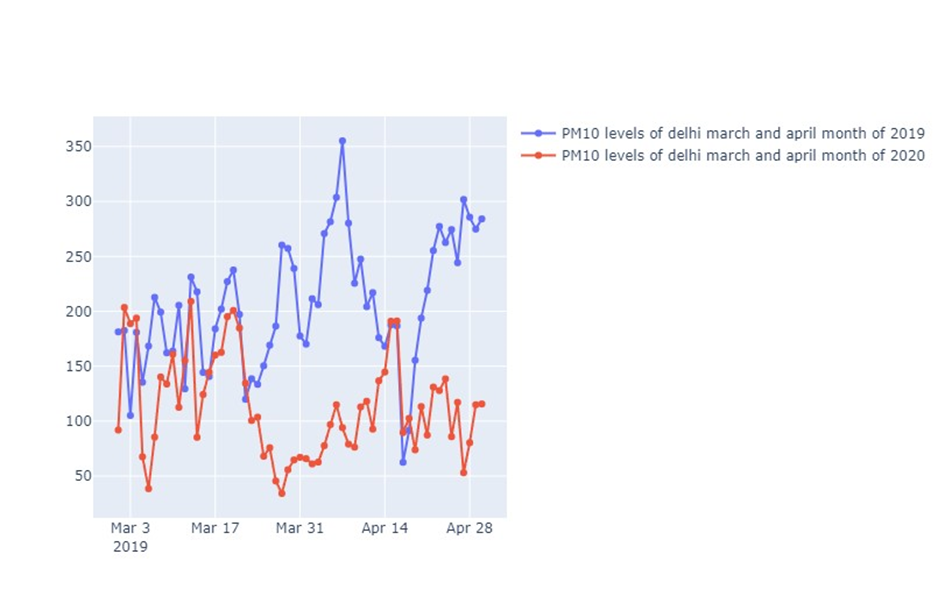 PM10 levels of delhi march and april month of 2019
PM10 levels of delhi march and april month of 2020
350
300
250
200
150
100
50
Mar 3 Mar 17 Mar 31 Apr 14 Apr 28
2019